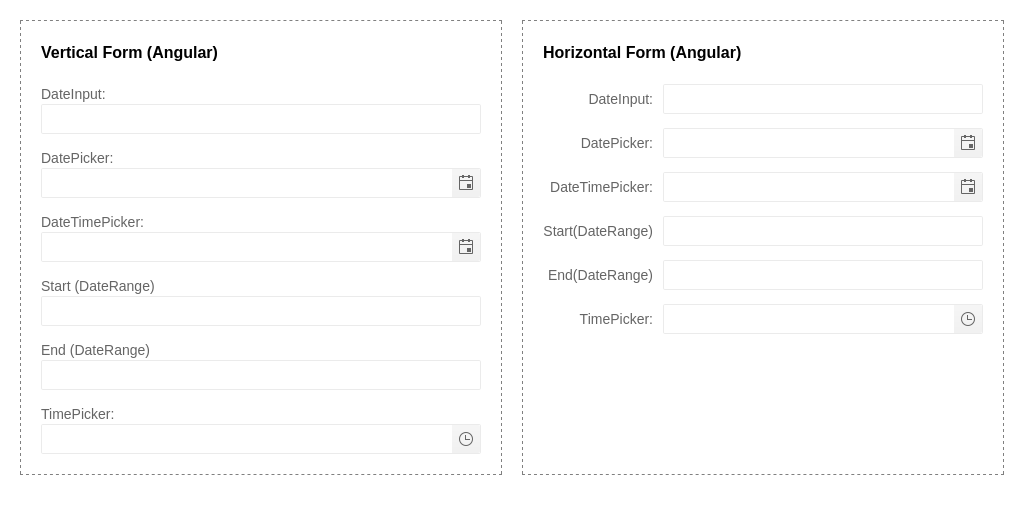 Vertical Form (Angular)
DateInput:
DatePicker:
DateTimePicker:
Start (DateRange)
End (DateRange)
TimePicker:
Horizontal Form (Angular)
DateInput:
DatePicker:
DateTimePicker:
Start(DateRange)
End(DateRange)
TimePicker: